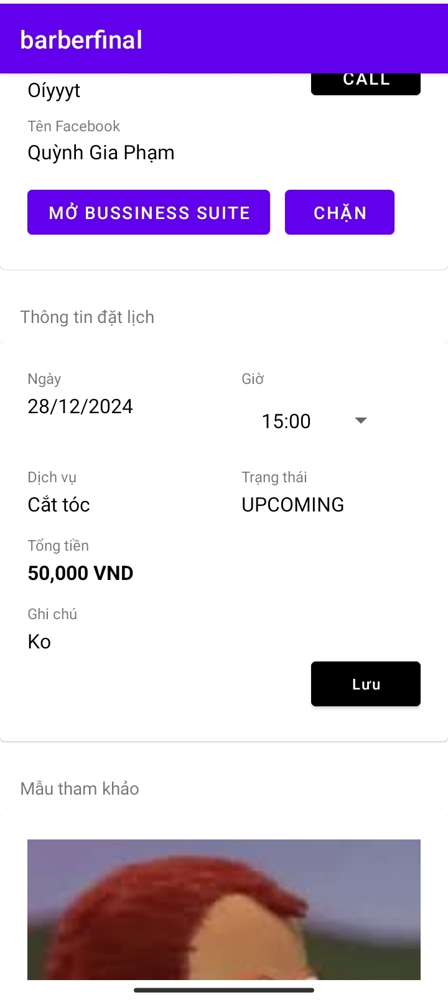 barberfinal
Oíyyyt
CALL
Tên Facebook
Quỳnh Gia Phạm
MỞ BUSSINESS SUITE
CHẶN
Thông tin đặt lịch
Ngày
Giờ
28/12/2024
15:00
Dịch vụ
Trạng thái
Cắt tóc
UPCOMING
Tổng tiền
50,000 VND
Ghi chú
Ko
Lưu
Mẫu tham khảo